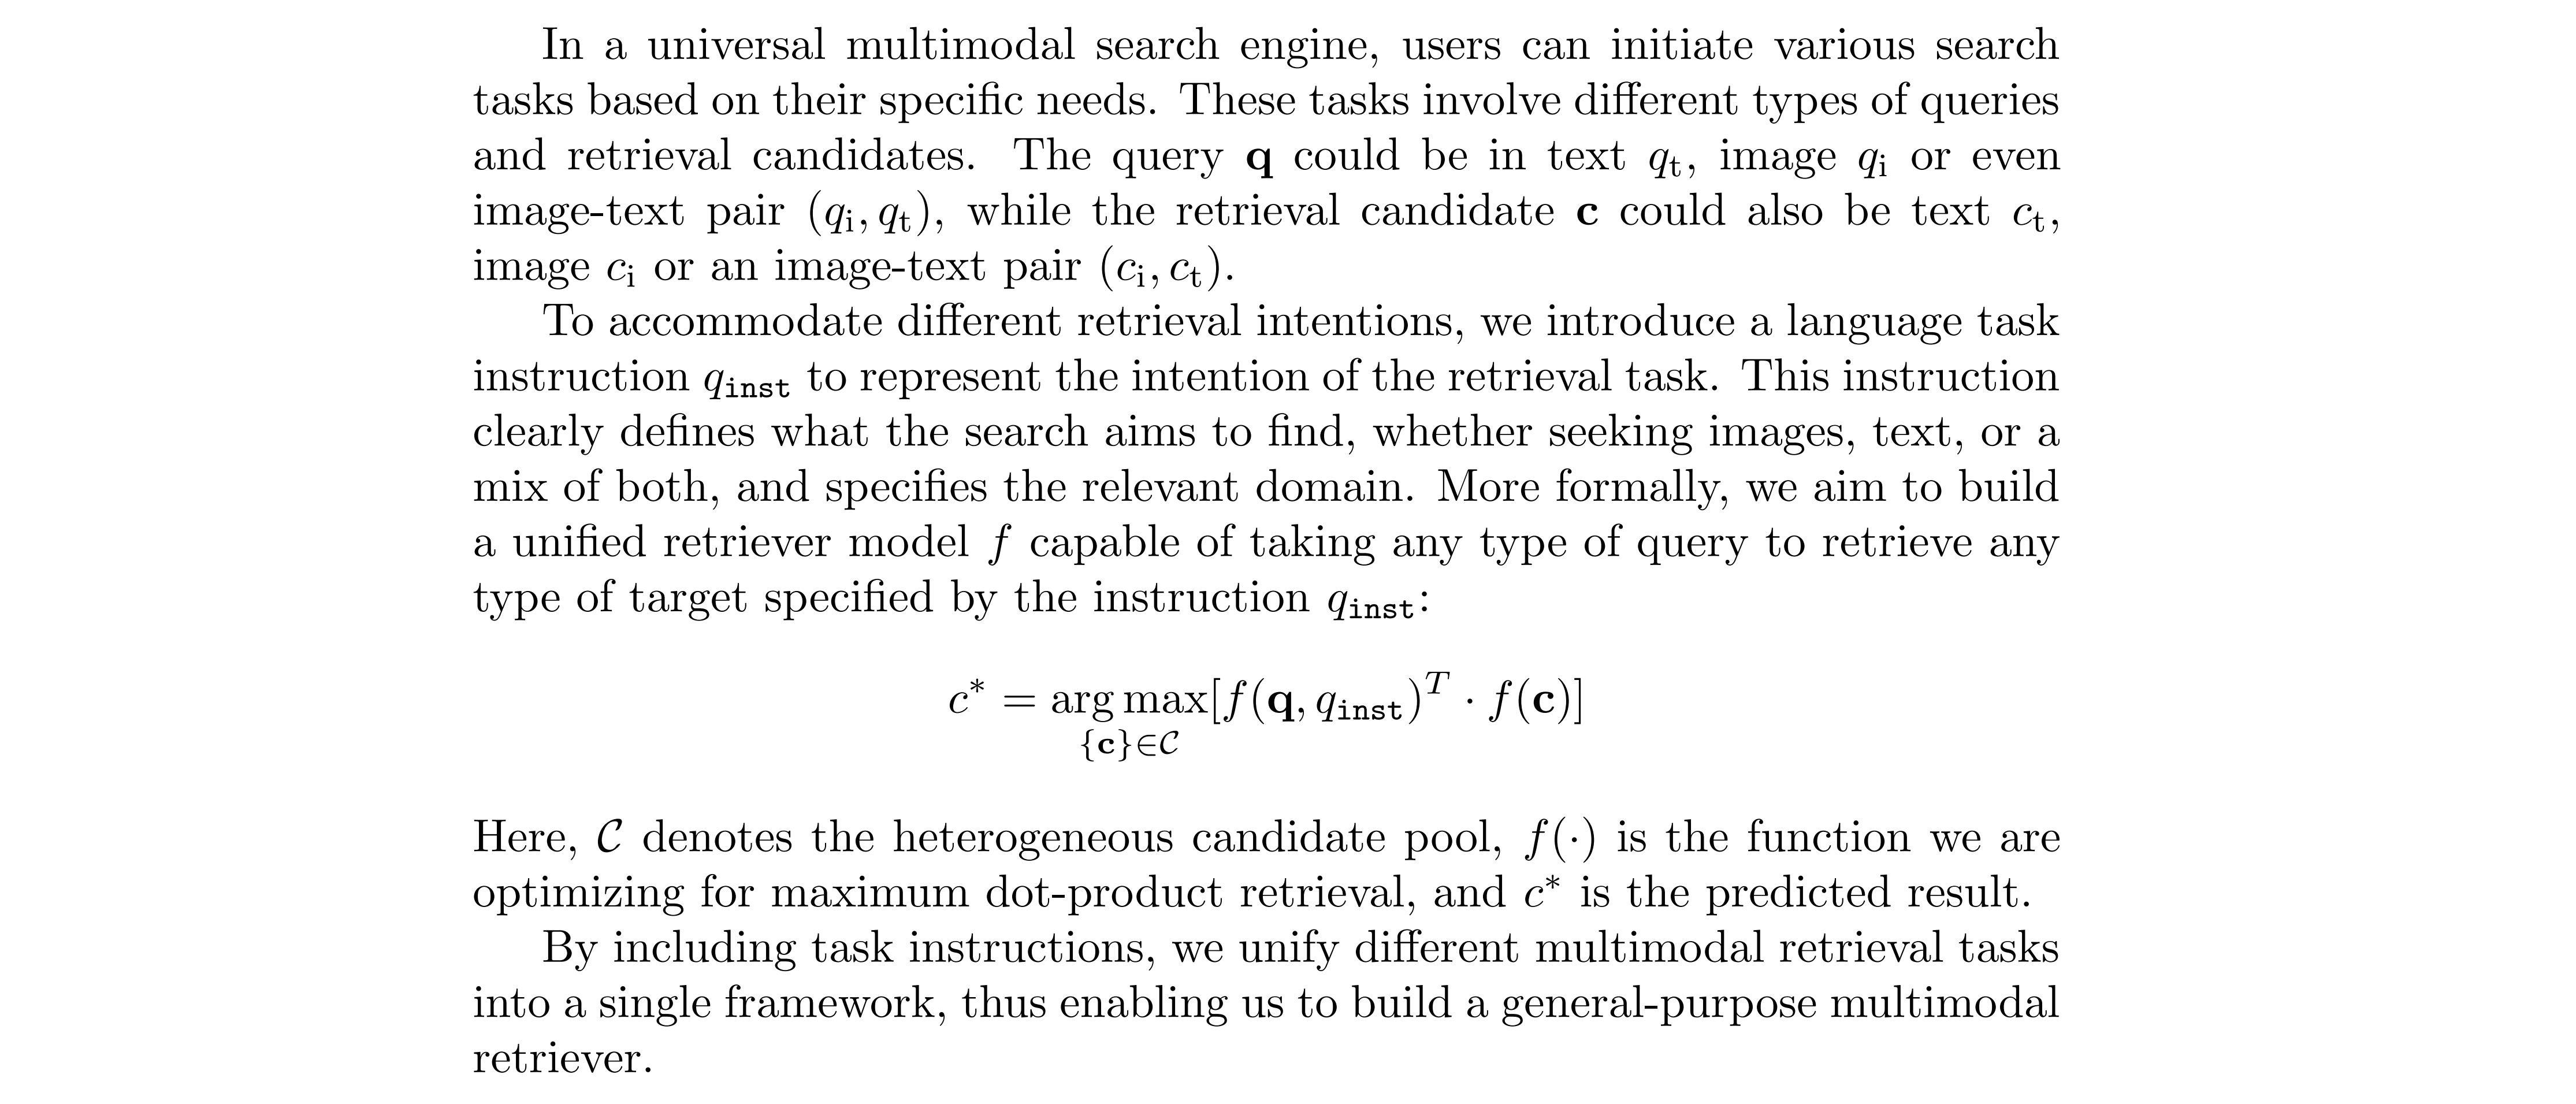 In a universal multimodal search engine, users can initiate various search
tasks based on their specific needs. These tasks involve different types of queries
and retrieval candidates. The query $\mathbf{q}$ could be in text $q_{\mathrm{t}}$, image $q_{\mathrm{i}}$ or even
image-text pair $(q_{\mathrm{i}}, q_{\mathrm{t}})$, while the retrieval candidate $\mathbf{c}$ could also be text $c_{\mathrm{t}}$,
image $c_{\mathrm{i}}$ or an image-text pair $(c_{\mathrm{i}}, c_{\mathrm{t}})$.
To accommodate different retrieval intentions, we introduce a language task
instruction $q_{\texttt{inst}}$ to represent the intention of the retrieval task. This instruction
clearly defines what the search aims to find, whether seeking images, text, or a
mix of both, and specifies the relevant domain. More formally, we aim to build
a unified retriever model $f$ capable of taking any type of query to retrieve any
type of target specified by the instruction $q_{\texttt{inst}}$:
$c^* = \underset{\{\mathbf{c}\} \in \mathcal{C}}{\arg\max}[f(\mathbf{q}, q_{\texttt{inst}})^T \cdot f(\mathbf{c})]$
Here, $\mathcal{C}$ denotes the heterogeneous candidate pool, $f(\cdot)$ is the function we are
optimizing for maximum dot-product retrieval, and $c^*$ is the predicted result.
By including task instructions, we unify different multimodal retrieval tasks
into a single framework, thus enabling us to build a general-purpose multimodal
retriever.